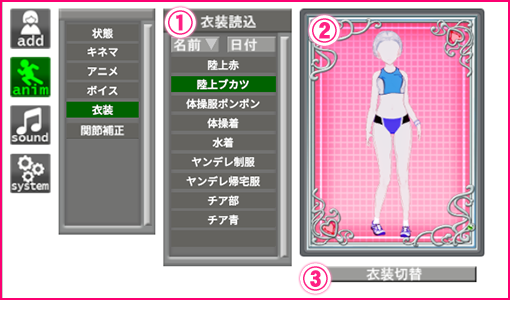 add
anim
sound
system
状態
キネマ
アニメ
ボイス
衣装
関節補正
① 衣装読込
名前▼ 日付
陸上赤
陸上ブカツ
体操服ポンポン
体操着
水着
ヤンデレ制服
ヤンデレ帰宅服
チア部
チア青
②
③ 衣装切替